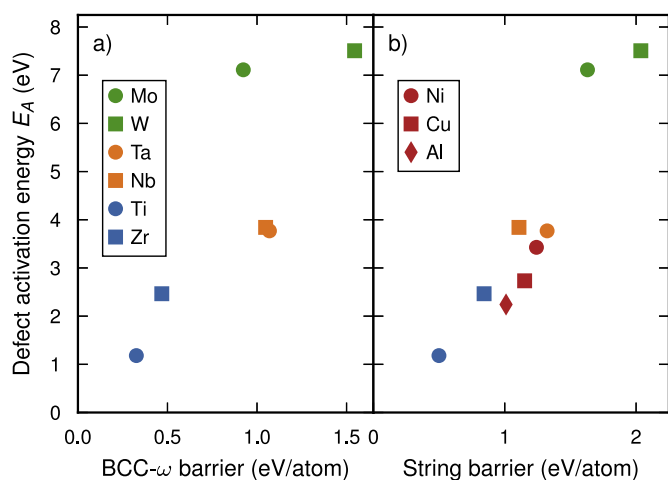 Defect activation energy E_A (eV)
8
7
6
5
4
3
2
1
0
a)
Mo
W
Ta
Nb
Ti
Zr
0.0 0.5 1.0 1.5
BCC-ω barrier (eV/atom)
b)
Ni
Cu
Al
0 1 2
String barrier (eV/atom)